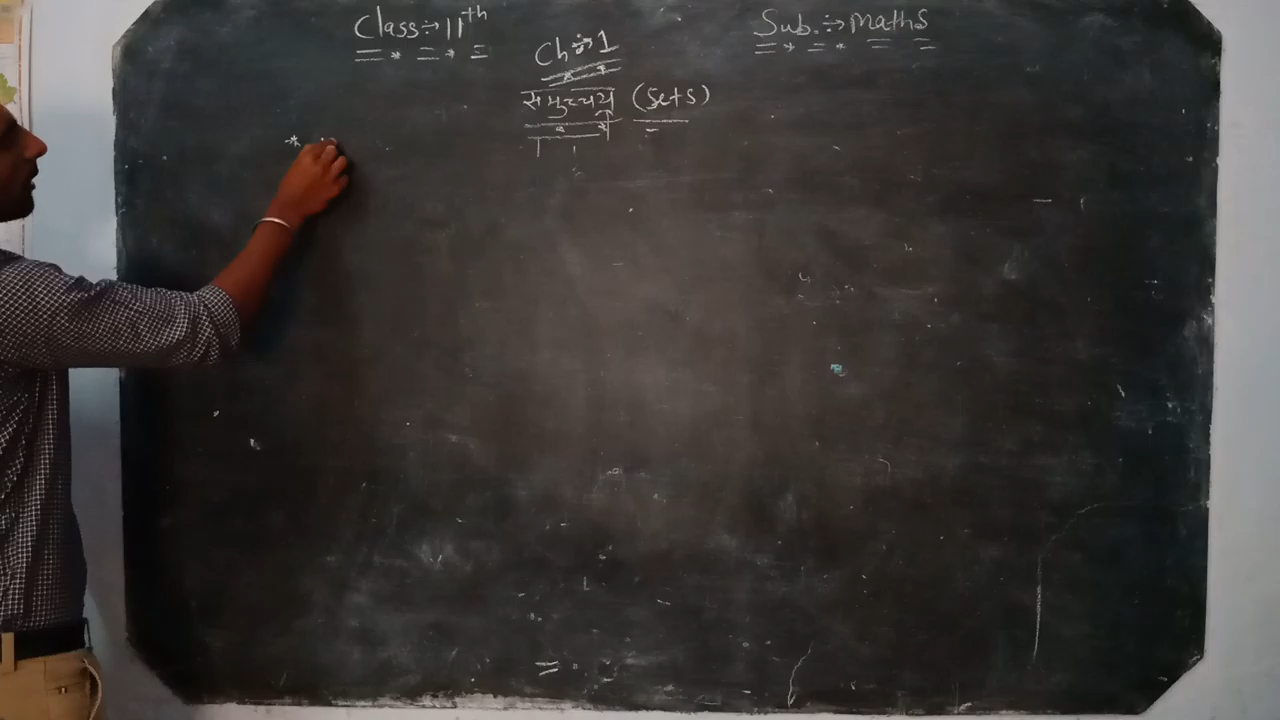 Class ÷ 11th
Sub. ÷ Maths
Ch ÷ 1
समुच्चय (Sets)